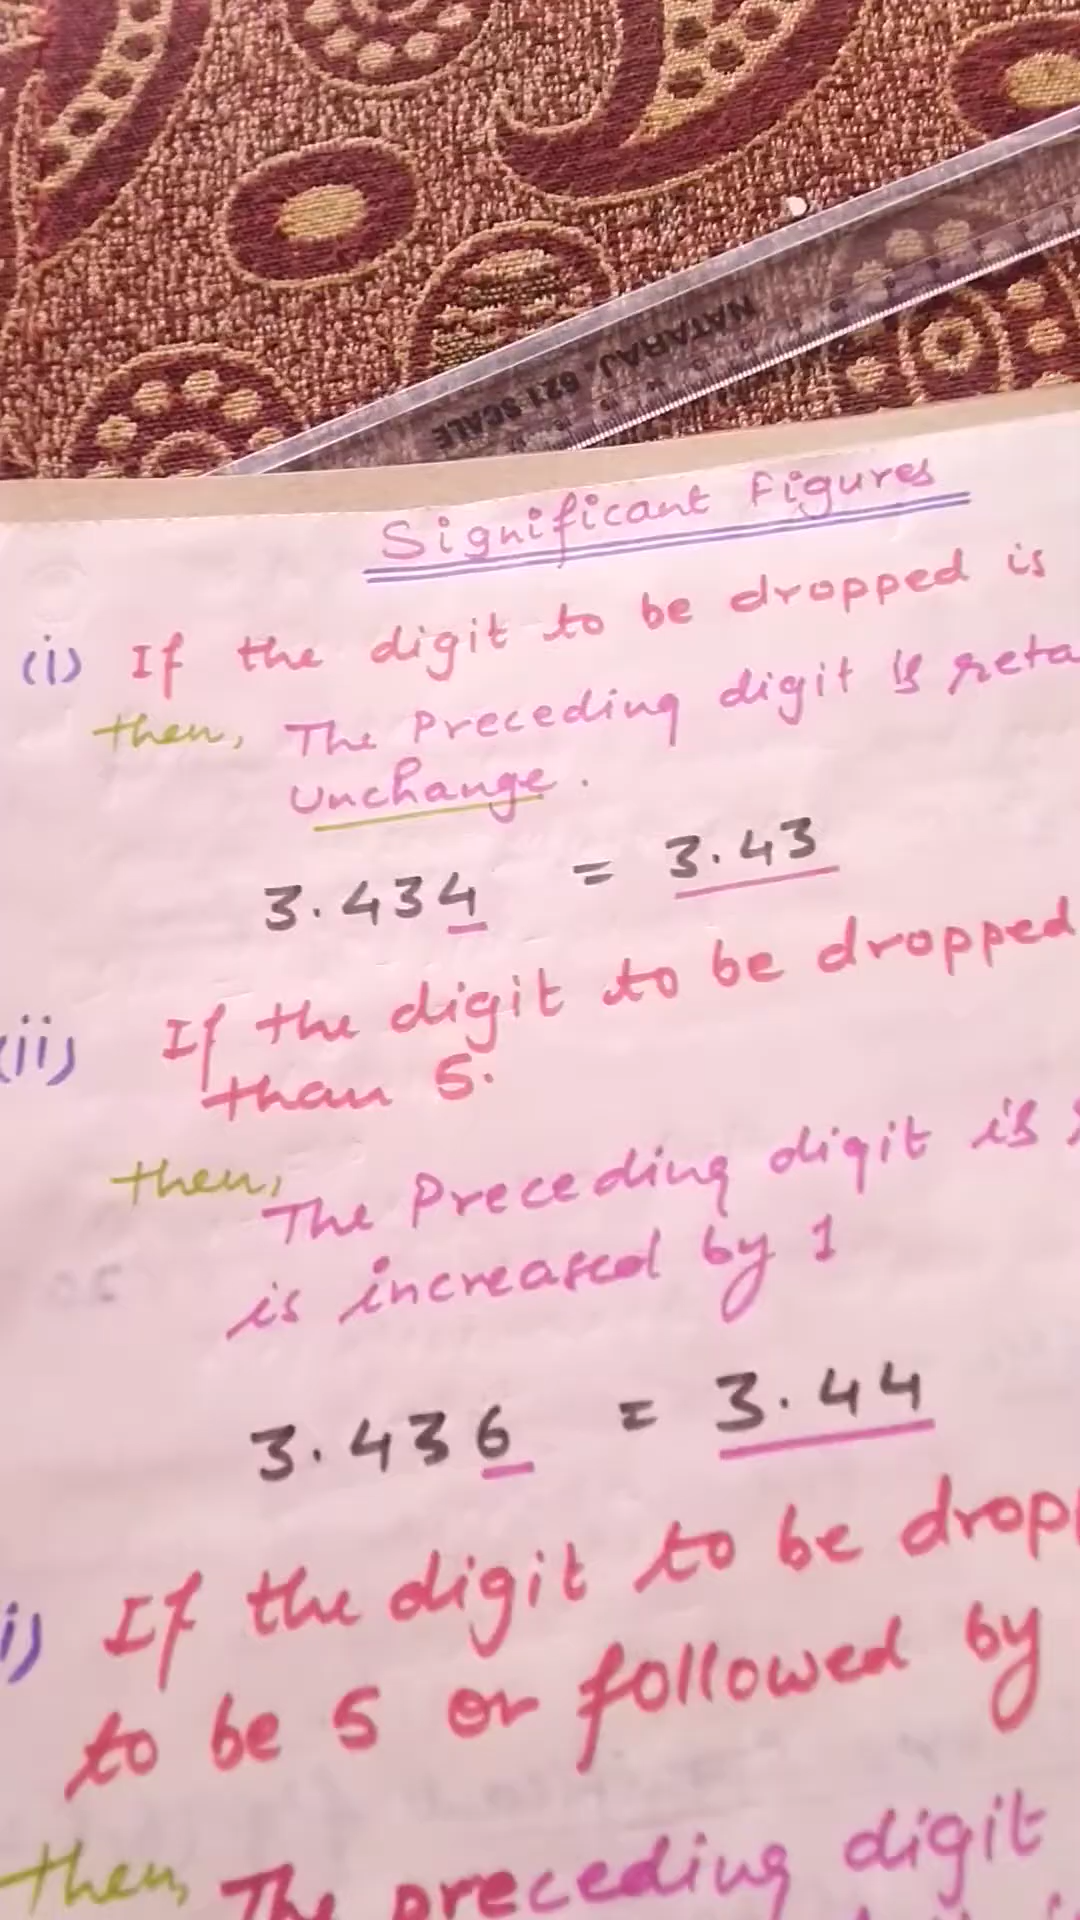 NATARAJ. 621 SCALE
Significant Figures
(i) If the digit to be dropped is
then, The Preceding digit is reta
unchange.
3.434 = 3.43
(ii) If the digit to be dropped
than 5.
then, The Preceding digit is
is increased by 1
3.436 = 3.44
i) If the digit to be dropp
to be 5 or followed by
then, The preceding digit